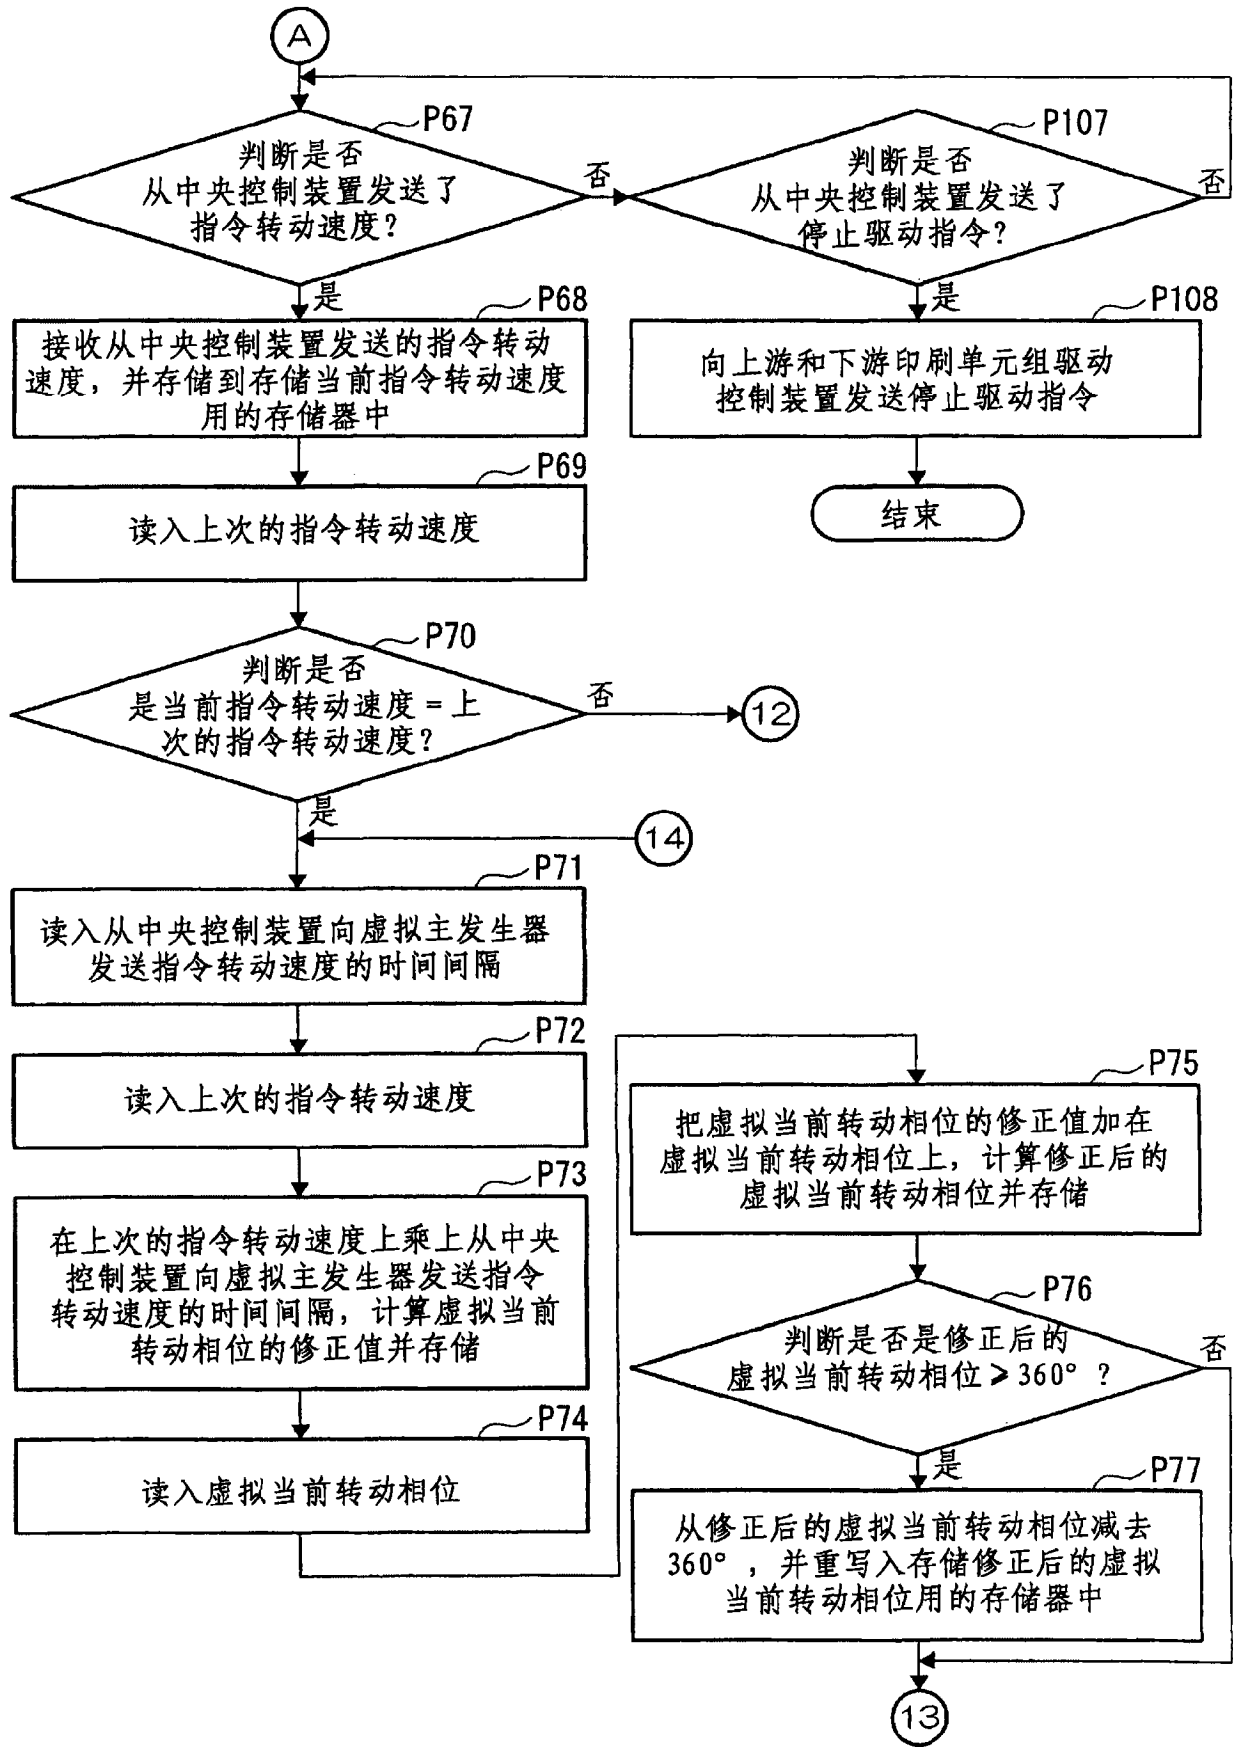 A
P67
判断是否
从中央控制装置发送了
指令转动速度?
否
是
P107
判断是否
从中央控制装置发送了
停止驱动指令?
否
是
P68
接收从中央控制装置发送的指令转动
速度，并存储到存储当前指令转动速度
用的存储器中
P108
向上游和下游印刷单元组驱动
控制装置发送停止驱动指令
结束
P69
读入上次的指令转动速度
P70
判断是否
是当前指令转动速度=上
次的指令转动速度?
否
12
是
14
P71
读入从中央控制装置向虚拟主发生器
发送指令转动速度的时间间隔
P72
读入上次的指令转动速度
P73
在上次的指令转动速度上乘上从中央
控制装置向虚拟主发生器发送指令
转动速度的时间间隔，计算虚拟当前
转动相位的修正值并存储
P74
读入虚拟当前转动相位
P75
把虚拟当前转动相位的修正值加在
虚拟当前转动相位上，计算修正后的
虚拟当前转动相位并存储
P76
判断是否是修正后的
虚拟当前转动相位≥360°?
否
是
P77
从修正后的虚拟当前转动相位减去
360°，并重写入存储修正后的虚拟
当前转动相位用的存储器中
13